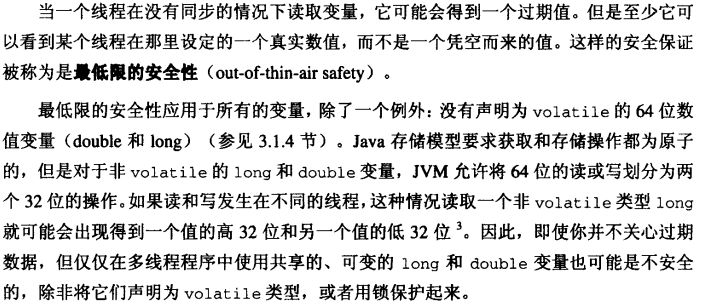 当一个线程在没有同步的情况下读取变量，它可能会得到一个过期值。但是至少它可
以看到某个线程在那里设定的一个真实数值，而不是一个凭空而来的值。这样的安全保证
被称为是最低限的安全性（out-of-thin-air safety）。
最低限的安全性应用于所有的变量，除了一个例外：没有声明为 volatile 的 64 位数
值变量（double 和 long）（参见 3.1.4 节）。Java 存储模型要求获取和存储操作都为原子
的，但是对于非 volatile 的 long 和 double 变量，JVM 允许将 64 位的读或写划分为两
个 32 位的操作。如果读和写发生在不同的线程，这种情况读取一个非 volatile 类型 long
就可能会出现得到一个值的高 32 位和另一个值的低 32 位 ³。因此，即使你并不关心过期
数据，但仅仅在多线程程序中使用共享的、可变的 long 和 double 变量也可能是不安全
的，除非将它们声明为 volatile 类型，或者用锁保护起来。